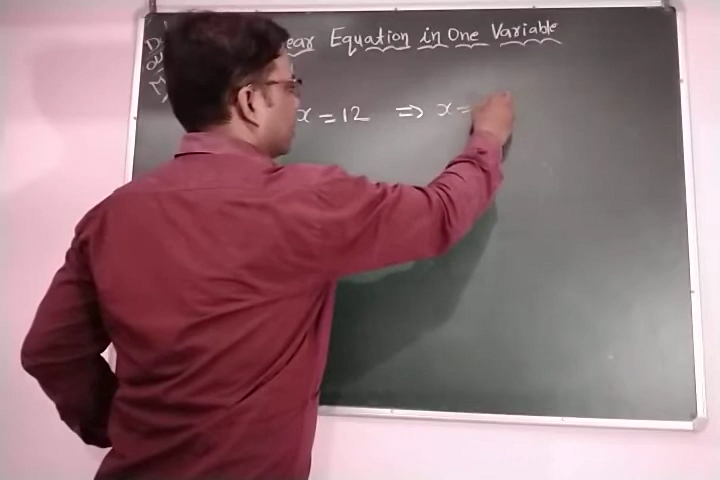 ear Equation in One Variable
x = 12 ⇒ x =